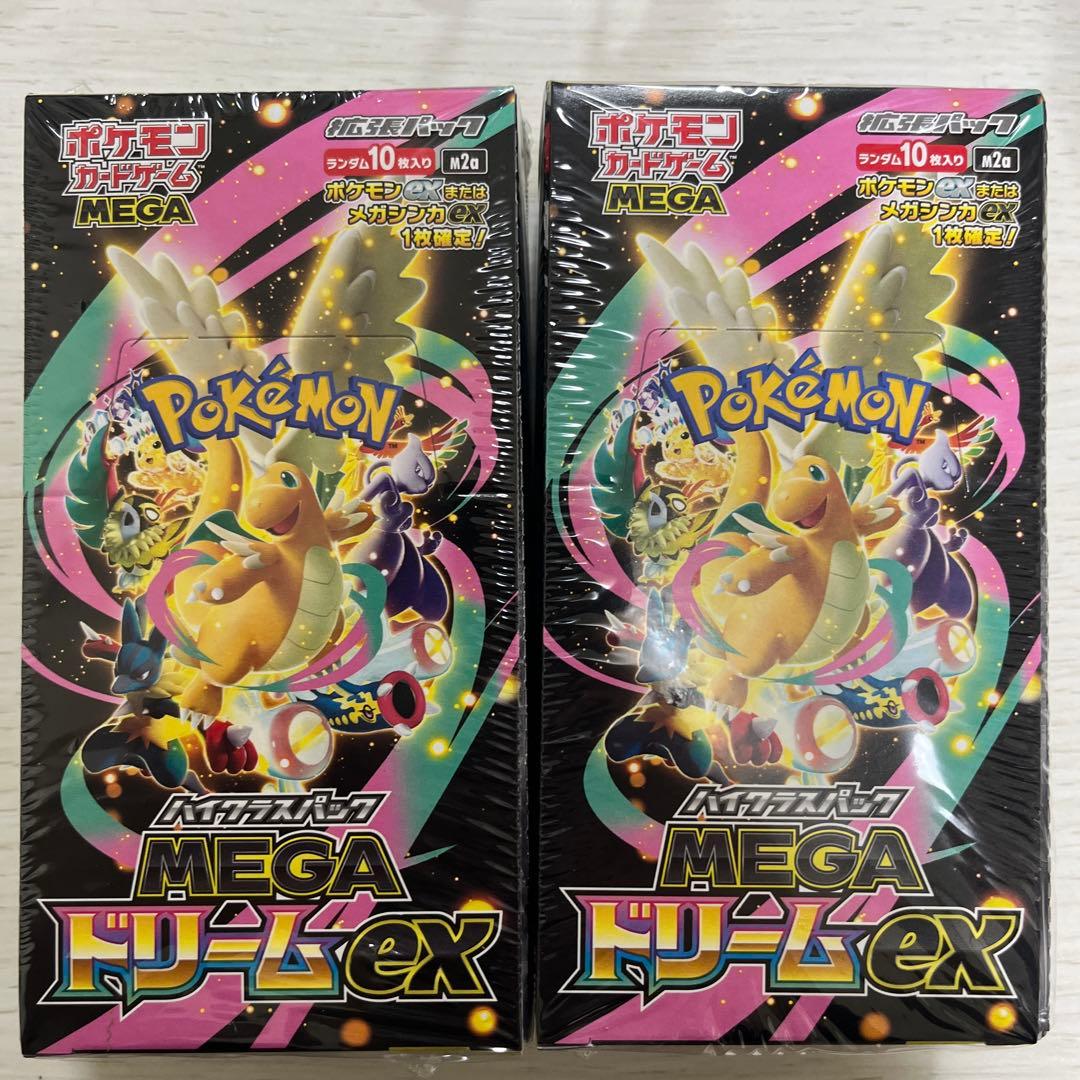 ポケモン
カードゲーム™
MEGA
拡張パック
ランダム10枚入り
M2a
ポケモンexまたは
メガシンカex
1枚確定!
POKéMON
ハイクラスパック
MEGA
ドリームex
ポケモン
カードゲーム™
MEGA
拡張パック
ランダム10枚入り
M2a
ポケモンexまたは
メガシンカex
1枚確定!
POKéMON
ハイクラスパック
MEGA
ドリームex